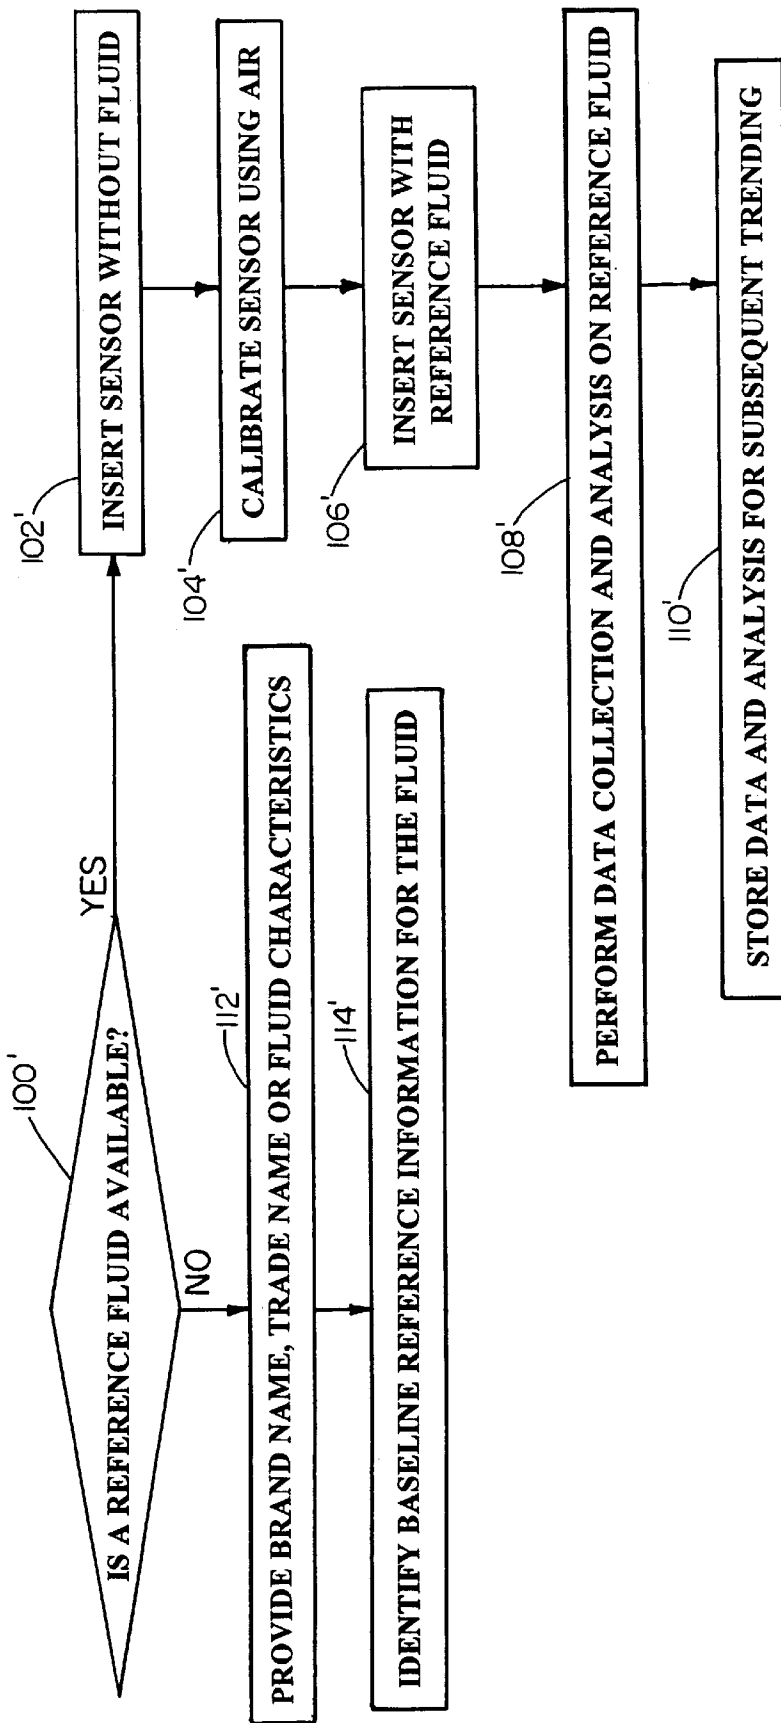 100'
IS A REFERENCE FLUID AVAILABLE?
YES
NO
102'
INSERT SENSOR WITHOUT FLUID
104'
CALIBRATE SENSOR USING AIR
106'
INSERT SENSOR WITH
REFERENCE FLUID
108'
PERFORM DATA COLLECTION AND ANALYSIS ON REFERENCE FLUID
110'
STORE DATA AND ANALYSIS FOR SUBSEQUENT TRENDING
112'
PROVIDE BRAND NAME, TRADE NAME OR FLUID CHARACTERISTICS
114'
IDENTIFY BASELINE REFERENCE INFORMATION FOR THE FLUID